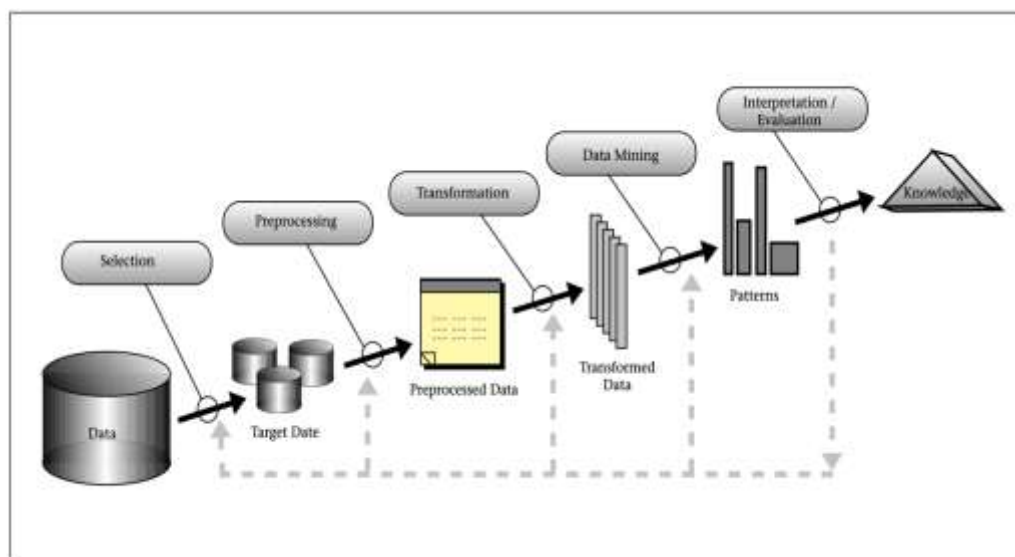 Interpretation /
Evaluation
Data Mining
Transformation
Preprocessing
Selection
Knowledge
Patterns
Transformed
Data
Preprocessed Data
Target Date
Data